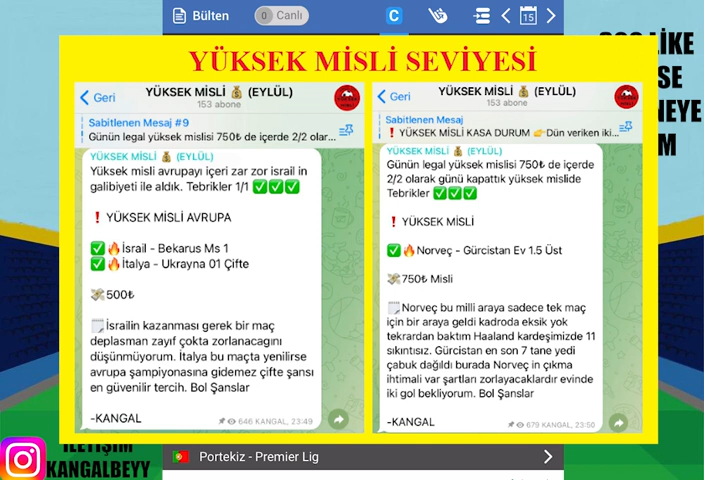 Bülten
0 Canlı
C
15
LİKE
SE
NEYE
M
YÜKSEK MİSLİ SEVİYESİ
Geri
YÜKSEK MİSLİ 💰 (EYLÜL)
153 abone
Sabitlenen Mesaj #9
Günün legal yüksek mislisi 750₺ de içerde 2/2 olar...
YÜKSEK MİSLİ 💰 (EYLÜL)
Yüksek misli avrupayı içeri zar zor israil in
galibiyeti ile aldık. Tebrikler 1/1 ✅✅✅
❗ YÜKSEK MİSLİ AVRUPA
✅🔥İsrail - Bekarus Ms 1
✅🔥İtalya - Ukrayna 01 Çifte
💸500₺
🗒İsrailin kazanması gerek bir maç
deplasman zayıf çokta zorlanacagını
düşünmüyorum. İtalya bu maçta yenilirse
avrupa şampiyonasına gidemez çifte şansı
en güvenilir tercih. Bol Şanslar
-KANGAL
646 KANGAL, 23:49
Geri
YÜKSEK MİSLİ 💰 (EYLÜL)
153 abone
Sabitlenen Mesaj
❗ YÜKSEK MİSLİ KASA DURUM 👉Dün veriken iki...
YÜKSEK MİSLİ 💰 (EYLÜL)
Günün legal yüksek mislisi 750₺ de içerde
2/2 olarak günü kapattık yüksek mislide
Tebrikler ✅✅✅
❗ YÜKSEK MİSLİ
✅🔥Norveç - Gürcistan Ev 1.5 Üst
💸750₺ Misli
🗒Norveç bu milli araya sadece tek maç
için bir araya geldi kadroda eksik yok
tekrardan baktım Haaland kardeşimizde 11
sıkıntısız. Gürcistan en son 7 tane yedi
çabuk dağıldı burada Norveç in çıkma
ihtimali var şartları zorlayacaklardır evinde
iki gol bekliyorum. Bol Şanslar
-KANGAL
679 KANGAL, 23:50
İLETİŞİM
KANGALBEYY
Portekiz - Premier Lig